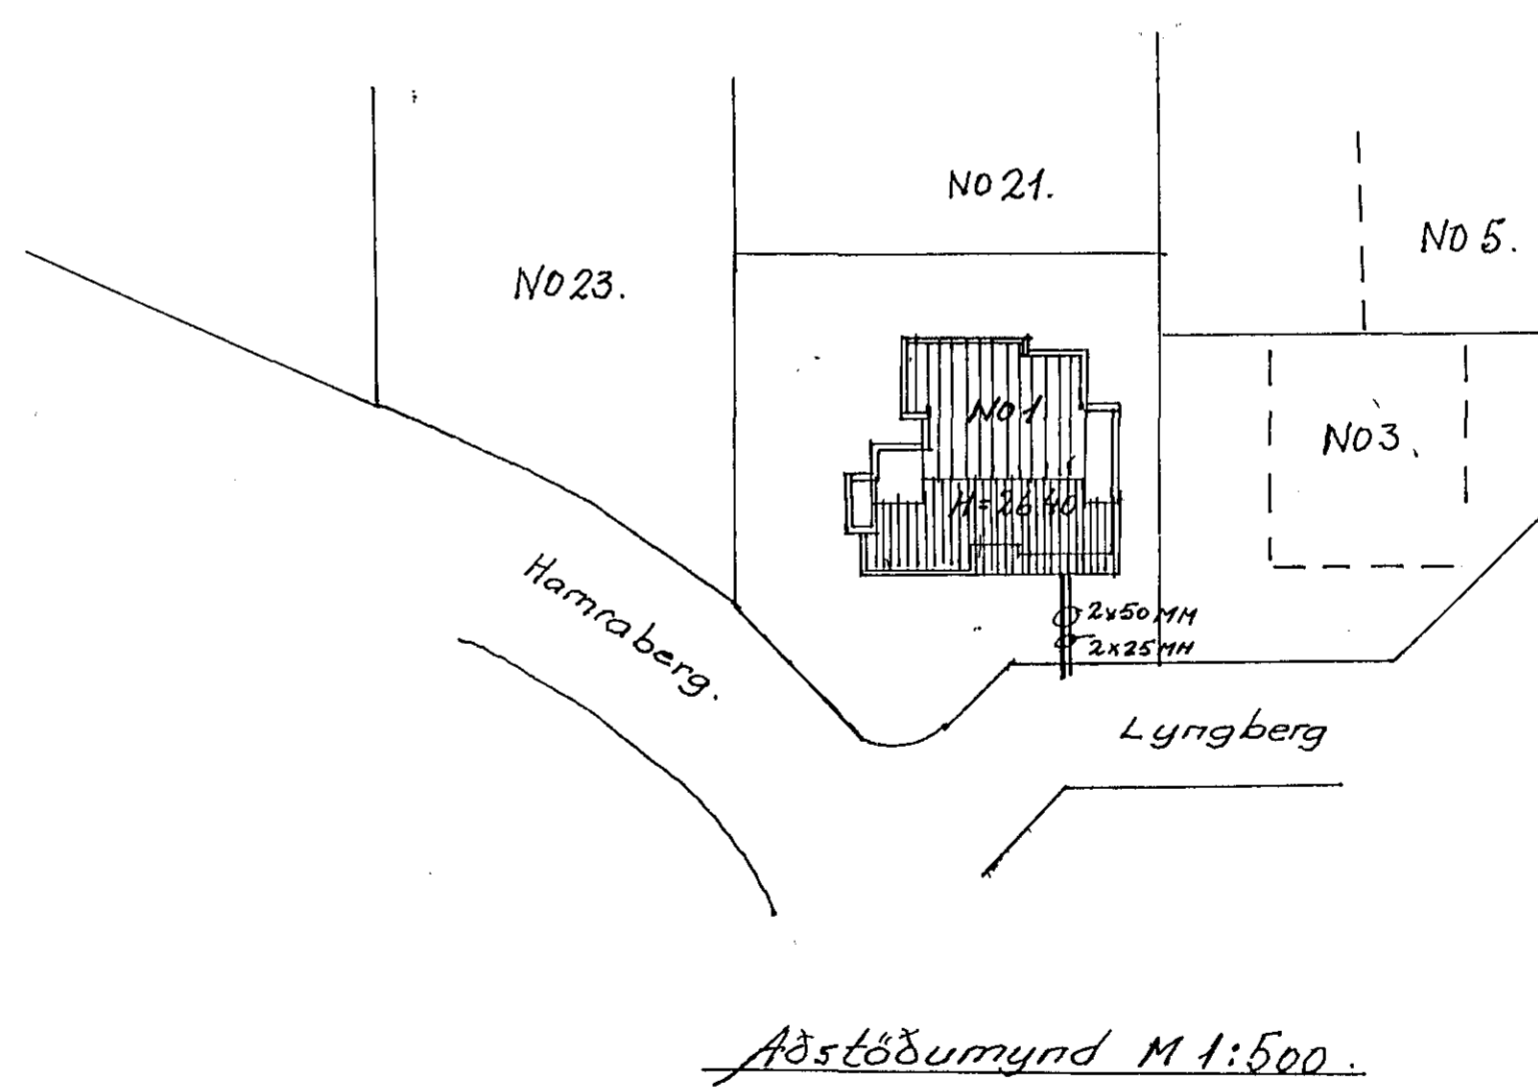 NO 21.
NO 5.
NO 23.
NO 1
NO 3.
H=26.40
Hamraberg.
2x50 MM
2x25 MM
Lyngberg
Aðstöðumynd M 1:500.